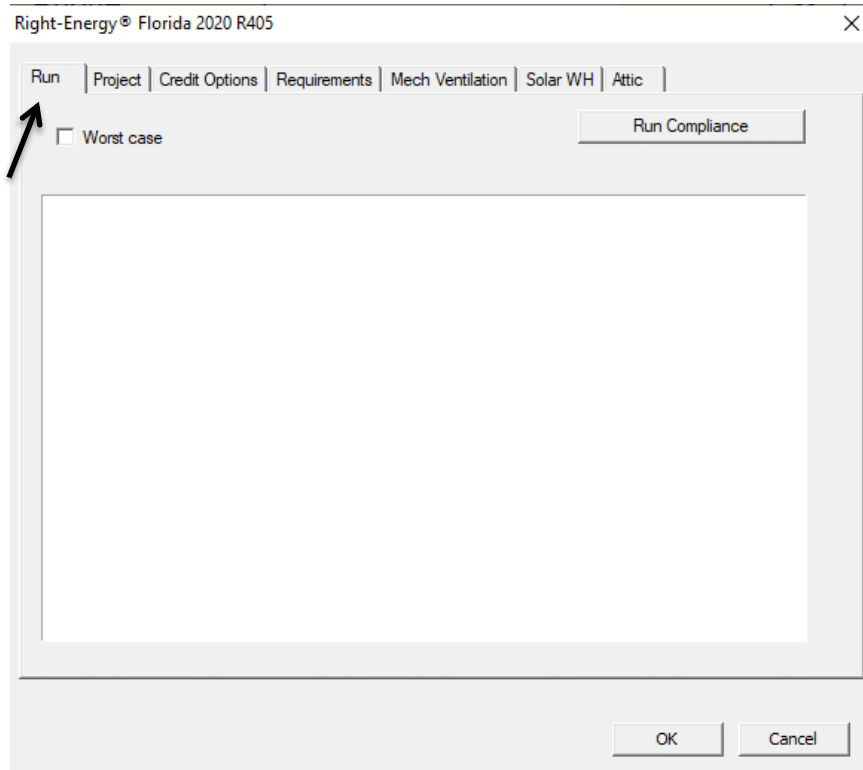 Right-Energy® Florida 2020 R405
Run Project Credit Options Requirements Mech Ventilation Solar WH Attic
Worst case Run Compliance
OK Cancel